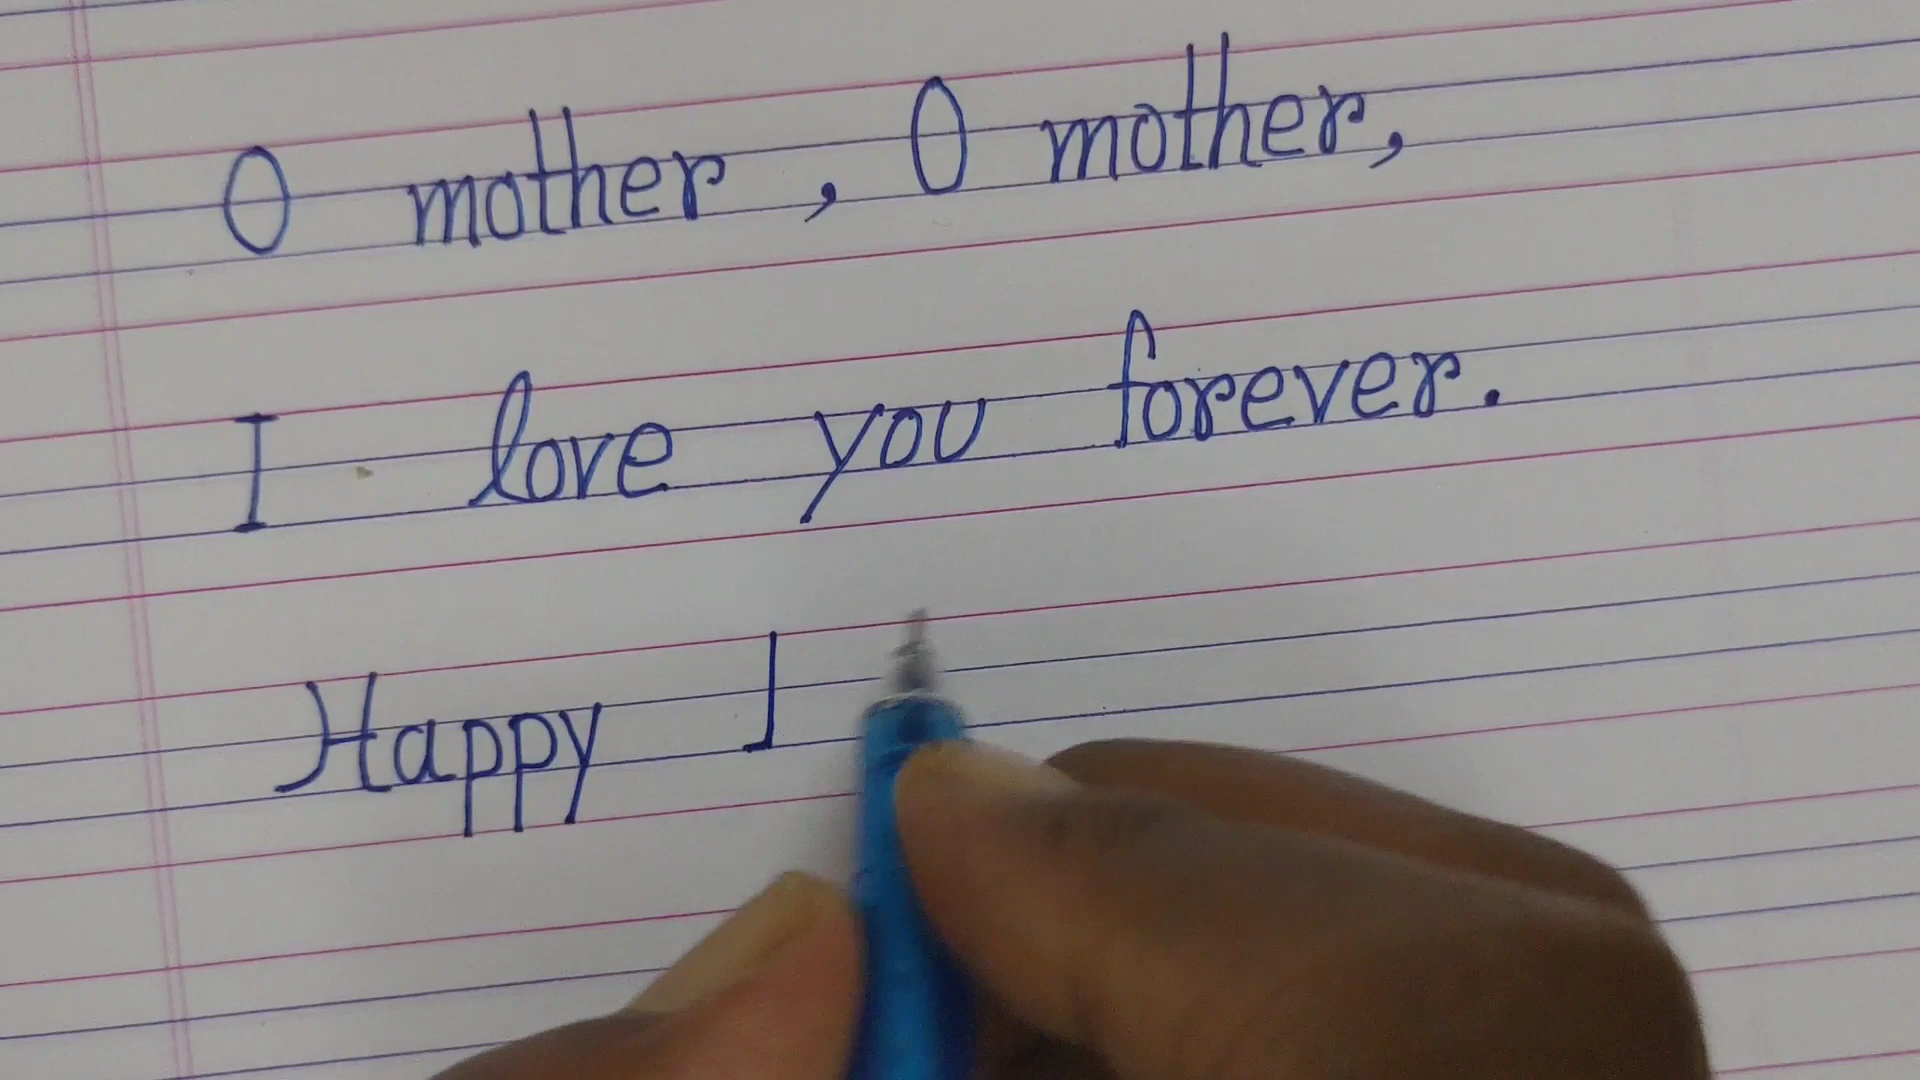 O mother, O mother,
I love you forever.
Happy